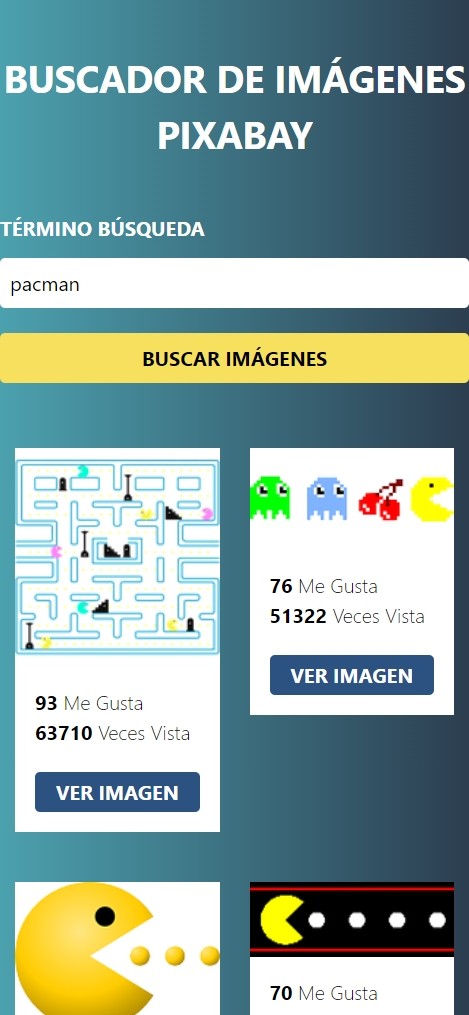 BUSCADOR DE IMÁGENES
PIXABAY
TÉRMINO BÚSQUEDA
pacman
BUSCAR IMÁGENES
93 Me Gusta
63710 Veces Vista
VER IMAGEN
76 Me Gusta
51322 Veces Vista
VER IMAGEN
70 Me Gusta